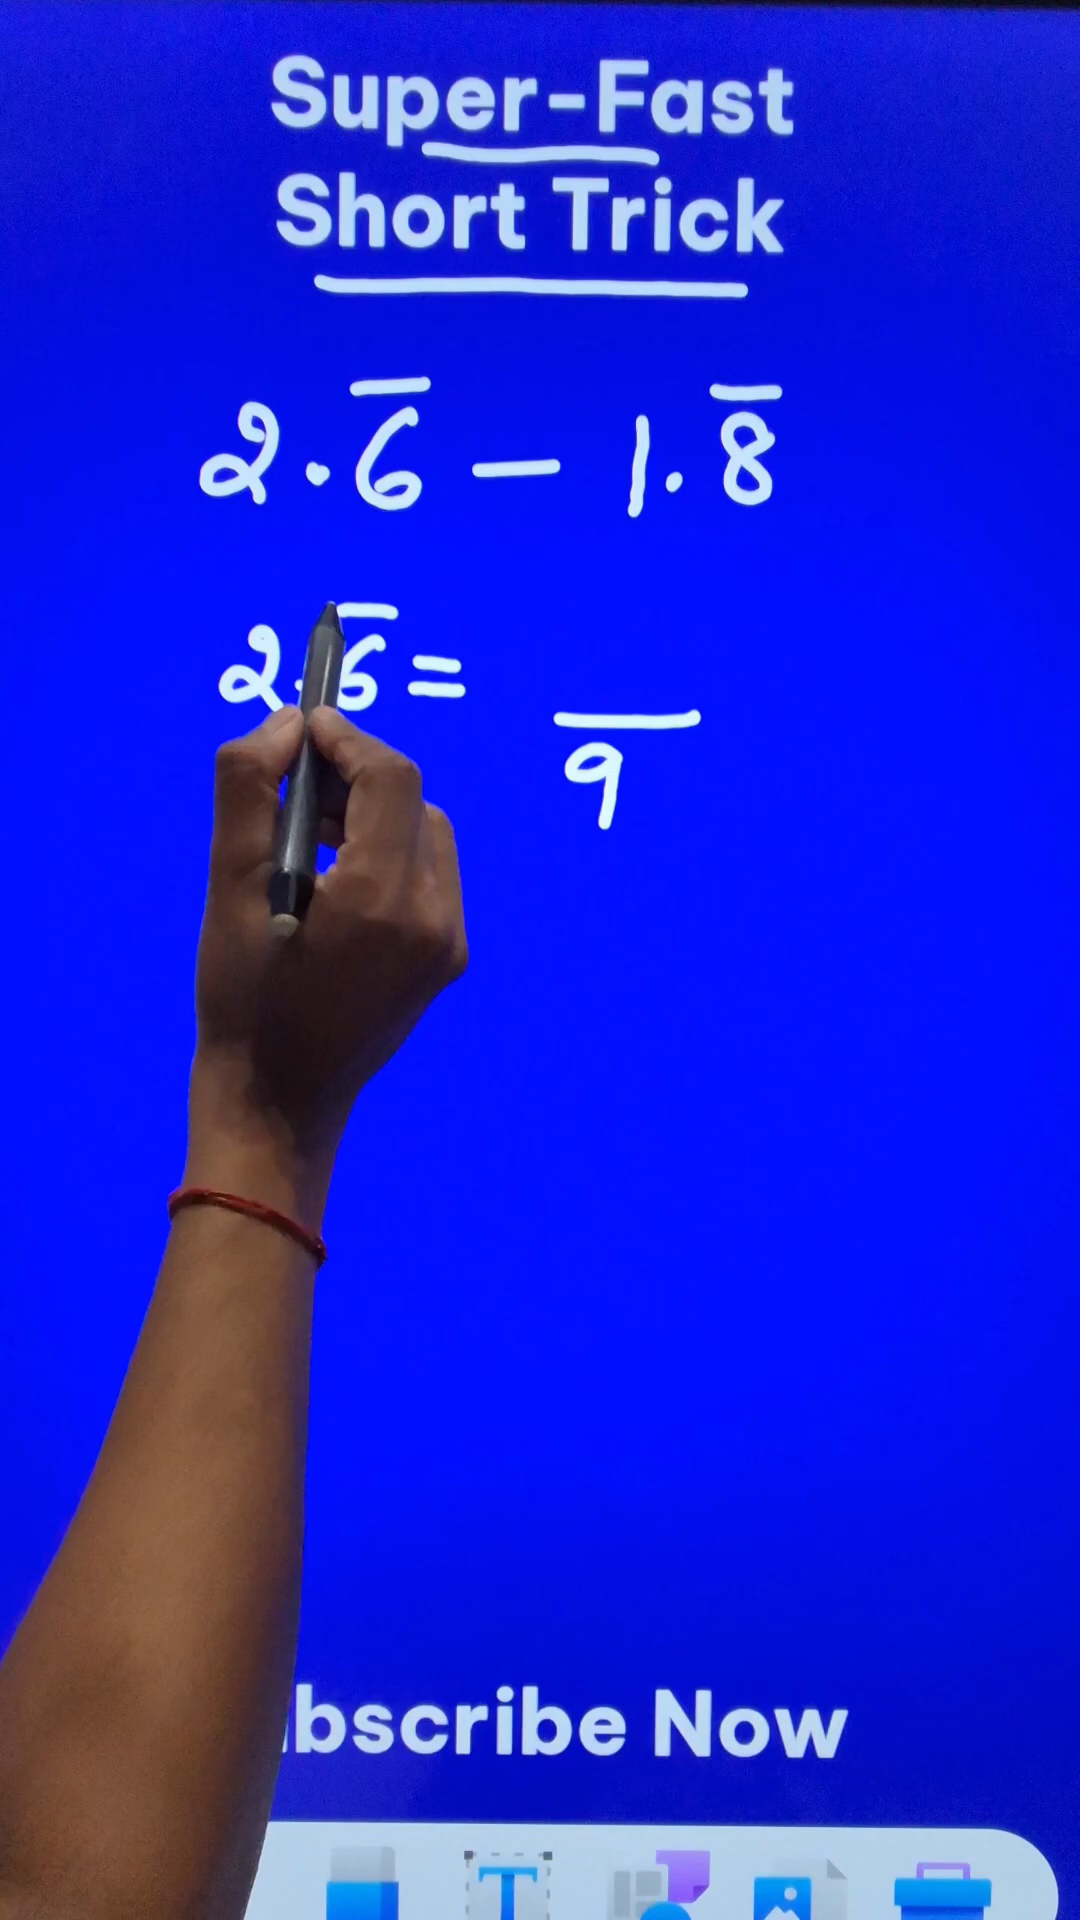 Super-Fast
Short Trick
2.6̅ - 1.8̅
2.6̅ =
9
bscribe Now
T